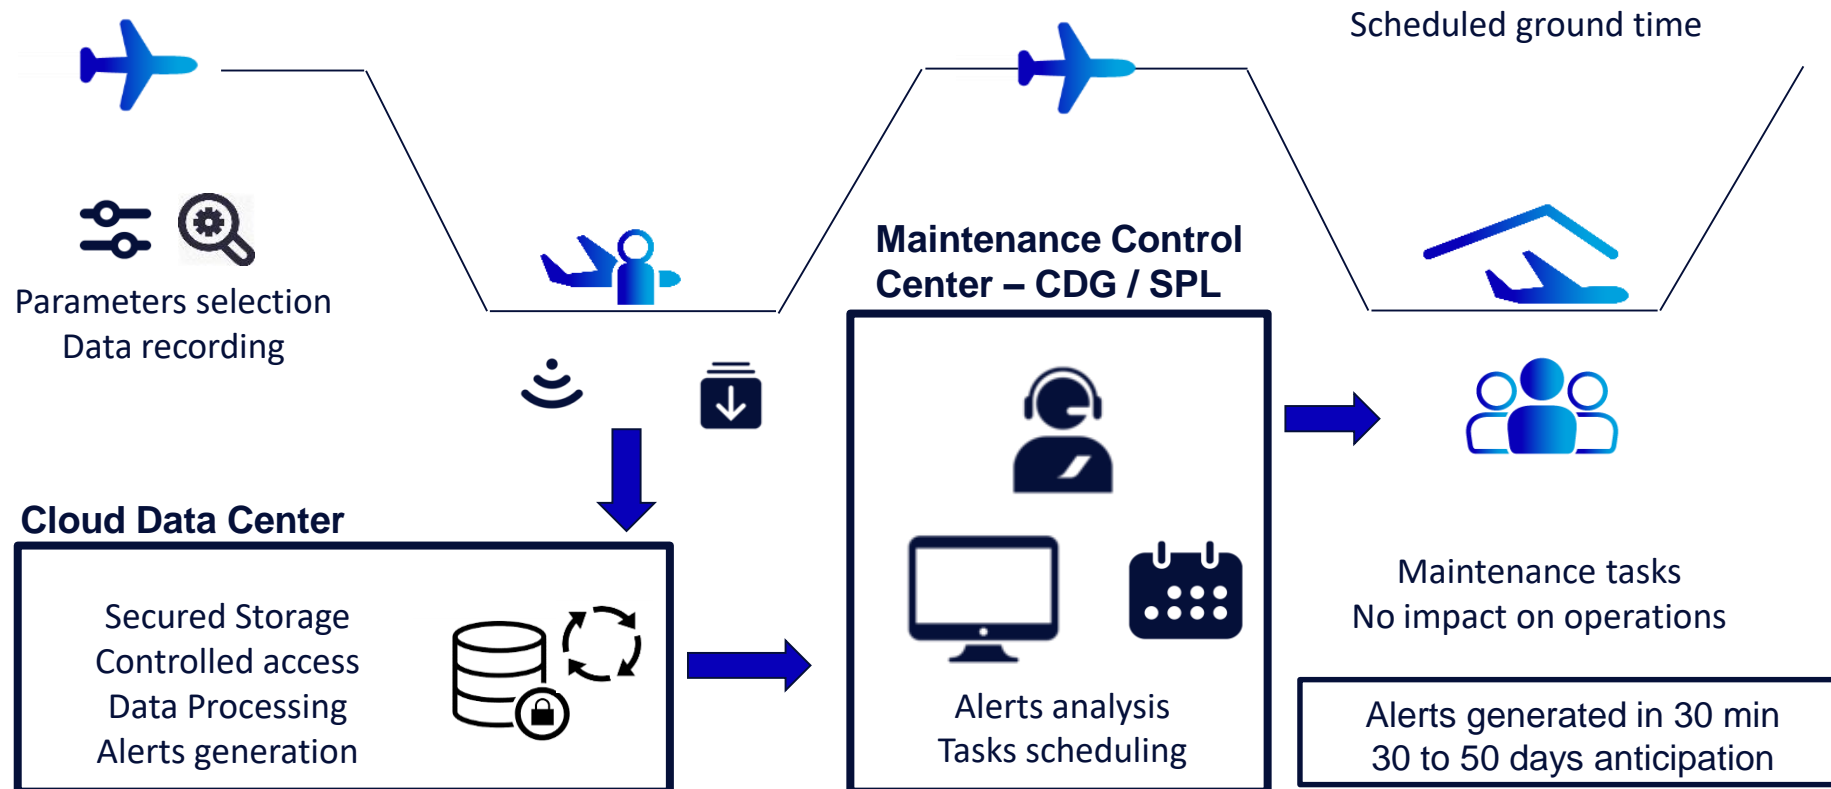 Scheduled ground time
Parameters selection
Data recording
Maintenance Control
Center – CDG / SPL
Cloud Data Center
Secured Storage
Controlled access
Data Processing
Alerts generation
Alerts analysis
Tasks scheduling
Maintenance tasks
No impact on operations
Alerts generated in 30 min
30 to 50 days anticipation